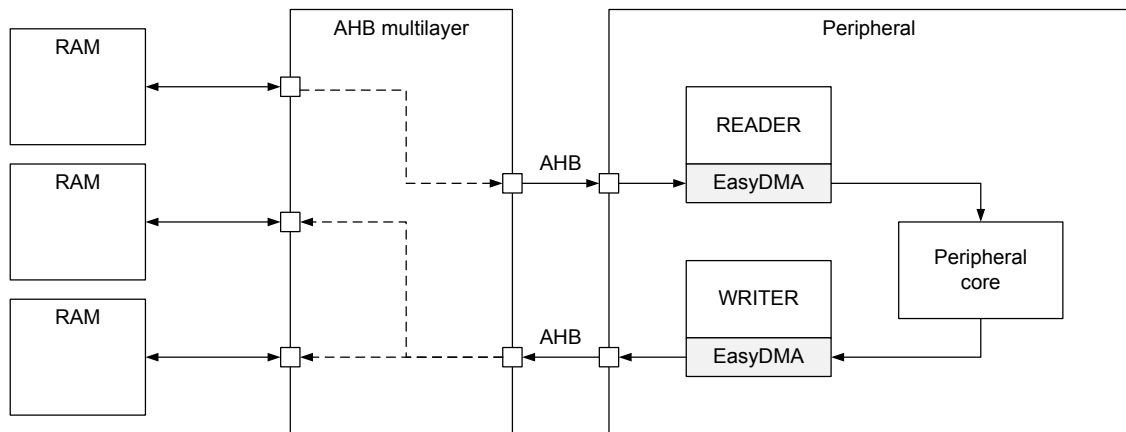 RAM
AHB multilayer
Peripheral
READER
EasyDMA
AHB
RAM
Peripheral
core
WRITER
EasyDMA
AHB
RAM